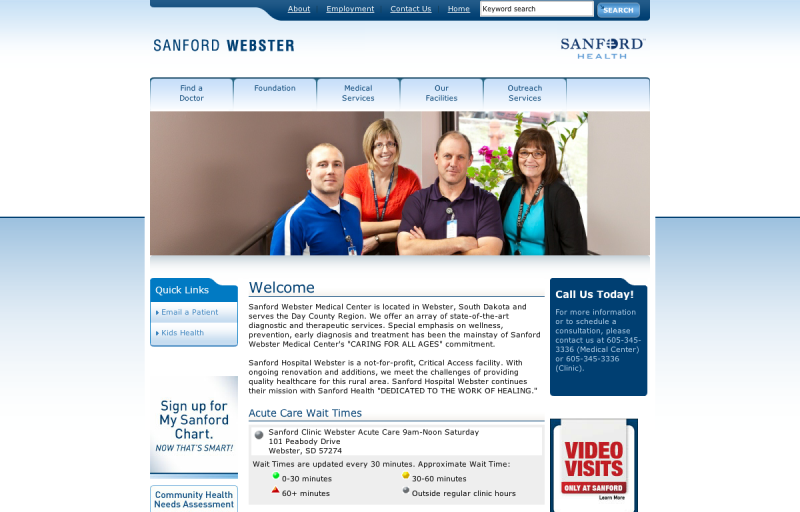 About
Employment
Contact Us
Home
Keyword search
SEARCH
SANFORD WEBSTER
SANFORD
HEALTH
Find a
Doctor
Foundation
Medical
Services
Our
Facilities
Outreach
Services
Quick Links
Email a Patient
Kids Health
Sign up for
My Sanford
Chart.
NOW THAT'S SMART!
Community Health
Needs Assessment
Welcome
Sanford Webster Medical Center is located in Webster, South Dakota and
serves the Day County Region. We offer an array of state-of-the-art
diagnostic and therapeutic services. Special emphasis on wellness,
prevention, early diagnosis and treatment has been the mainstay of Sanford
Webster Medical Center's "CARING FOR ALL AGES" commitment.
Sanford Hospital Webster is a not-for-profit, Critical Access facility. With
ongoing renovation and additions, we meet the challenges of providing
quality healthcare for this rural area. Sanford Hospital Webster continues
their mission with Sanford Health "DEDICATED TO THE WORK OF HEALING."
Acute Care Wait Times
Sanford Clinic Webster Acute Care 9am-Noon Saturday
101 Peabody Drive
Webster, SD 57274
Wait Times are updated every 30 minutes. Approximate Wait Time:
0-30 minutes
30-60 minutes
60+ minutes
Outside regular clinic hours
Call Us Today!
For more information
or to schedule a
consultation, please
contact us at 605-345-
3336 (Medical Center)
or 605-345-3336
(Clinic).
VIDEO
VISITS
ONLY AT SANFORD
Learn More